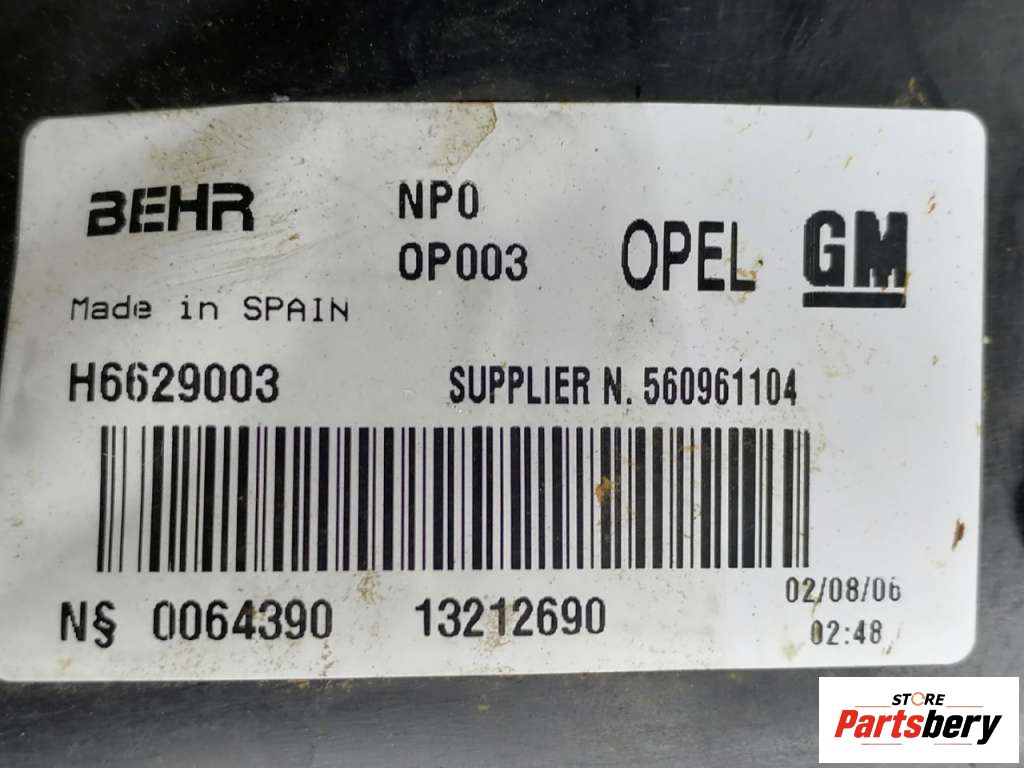 BEHR
NPO
OP003
OPEL GM
Made in SPAIN
H6629003 SUPPLIER N. 560961104
N§ 0064390 13212690
02/08/06
02:48
STORE
Partsbery